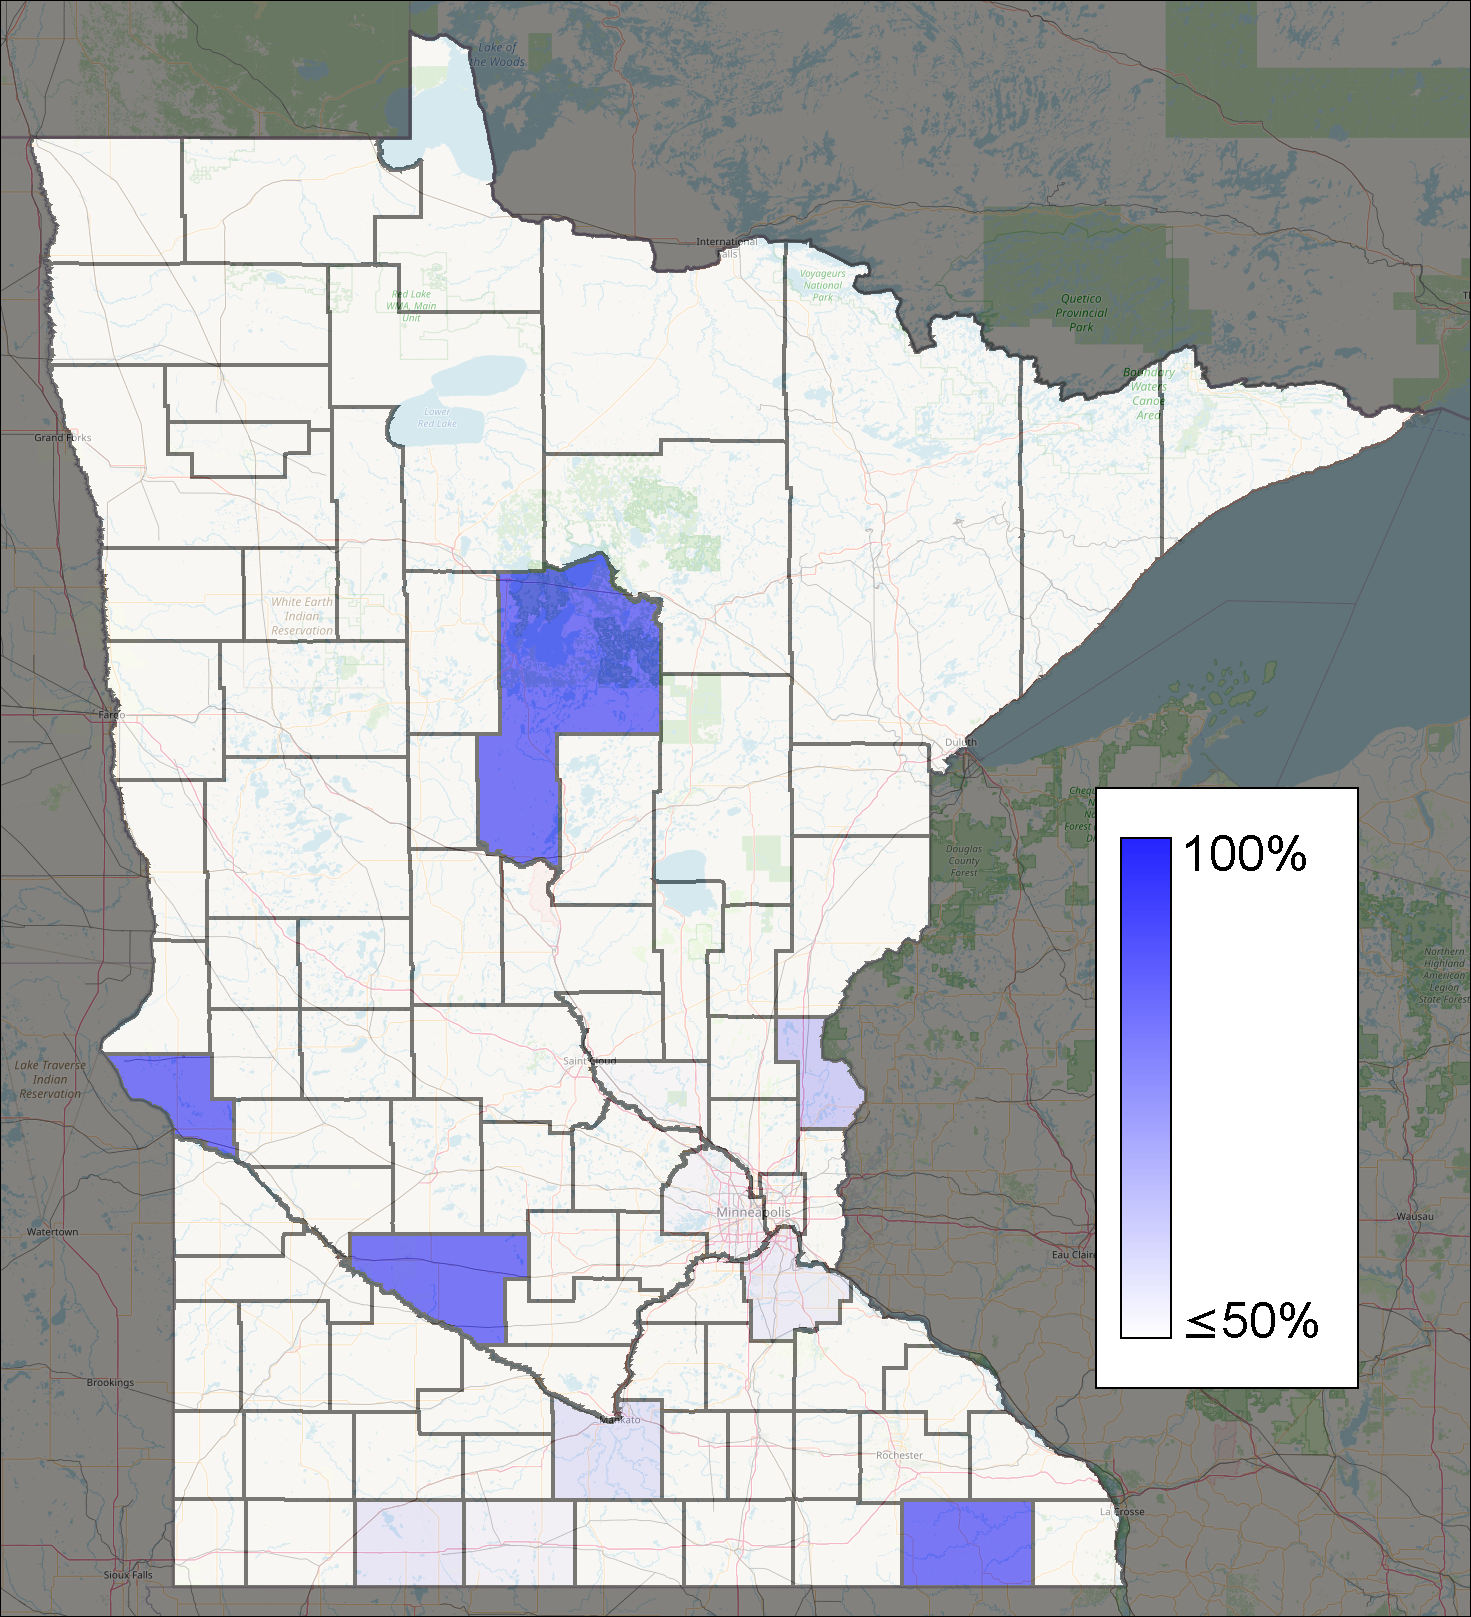 Lake of
the Woods
International
Falls
Voyageurs
National
Park
Quetico
Provincial
Park
Red Lake
WMA, Main
Unit
Boundary
Waters
Canoe
Area
Lower
Red Lake
Grand Forks
White Earth
Indian
Reservation
Fargo
Duluth
Douglas
County
Forest
100%
Northern
Highland
American
Legion
State Forest
Lake Traverse
Indian
Reservation
Saint Cloud
Minneapolis
Watertown
Wausau
Eau Claire
≤50%
Brookings
Mankato
Rochester
La Crosse
Sioux Falls